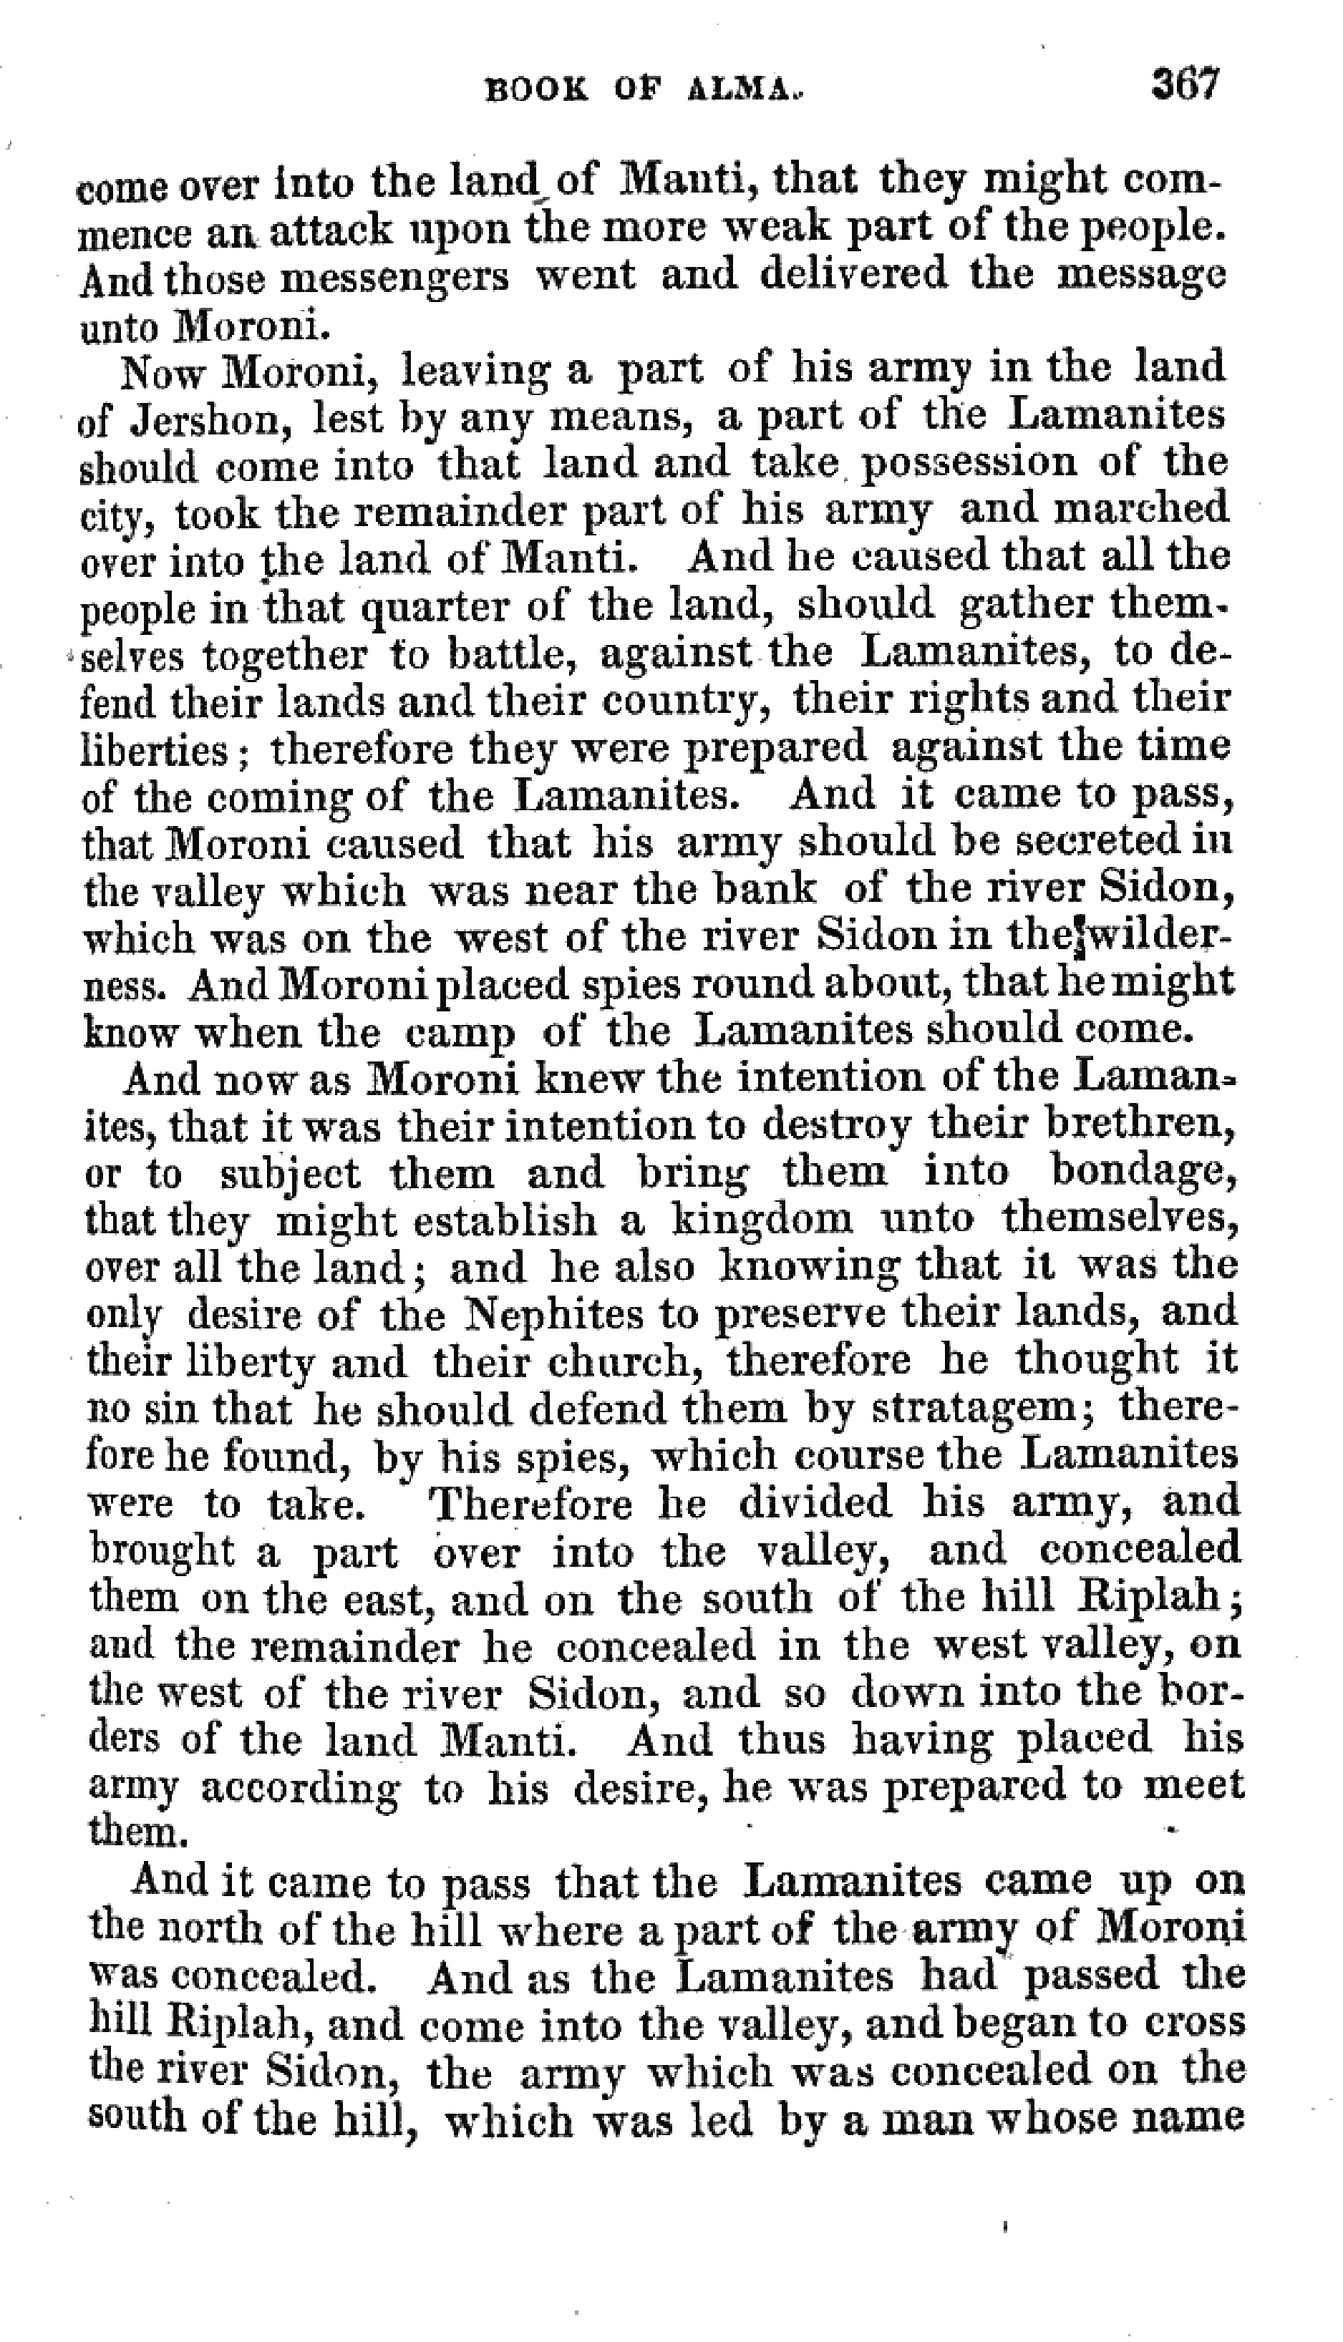 BOOK OF ALMA. 367
come over into the land of Manti, that they might com-
mence an attack upon the more weak part of the people.
And those messengers went and delivered the message
unto Moroni.
Now Moroni, leaving a part of his army in the land
of Jershon, lest by any means, a part of the Lamanites
should come into that land and take possession of the
city, took the remainder part of his army and marched
over into the land of Manti. And he caused that all the
people in that quarter of the land, should gather them-
selves together to battle, against the Lamanites, to de-
fend their lands and their country, their rights and their
liberties; therefore they were prepared against the time
of the coming of the Lamanites. And it came to pass,
that Moroni caused that his army should be secreted in
the valley which was near the bank of the river Sidon,
which was on the west of the river Sidon in the wilder-
ness. And Moroni placed spies round about, that he might
know when the camp of the Lamanites should come.
And now as Moroni knew the intention of the Laman-
ites, that it was their intention to destroy their brethren,
or to subject them and bring them into bondage,
that they might establish a kingdom unto themselves,
over all the land; and he also knowing that it was the
only desire of the Nephites to preserve their lands, and
their liberty and their church, therefore he thought it
no sin that he should defend them by stratagem; there-
fore he found, by his spies, which course the Lamanites
were to take. Therefore he divided his army, and
brought a part over into the valley, and concealed
them on the east, and on the south of the hill Riplah;
and the remainder he concealed in the west valley, on
the west of the river Sidon, and so down into the bor-
ders of the land Manti. And thus having placed his
army according to his desire, he was prepared to meet
them.
And it came to pass that the Lamanites came up on
the north of the hill where a part of the army of Moroni
was concealed. And as the Lamanites had passed the
hill Riplah, and come into the valley, and began to cross
the river Sidon, the army which was concealed on the
south of the hill, which was led by a man whose name